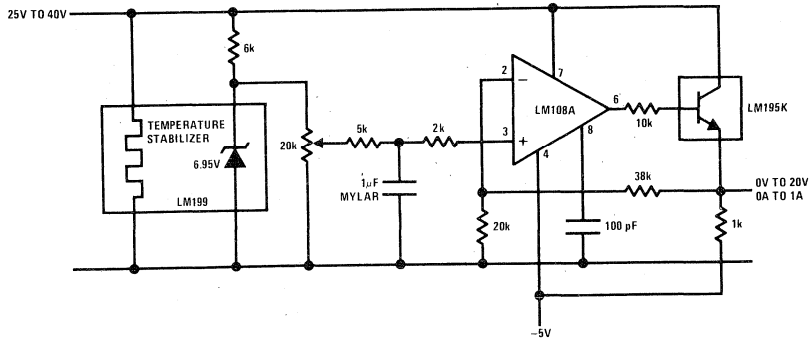 25V TO 40V
6k
TEMPERATURE
STABILIZER
6.95V
LM199
20k
5k
1μF
MYLAR
2k
2
−
3
+
LM108A
7
6
8
4
10k
LM195K
38k
20k
100 pF
1k
0V TO 20V
0A TO 1A
−5V